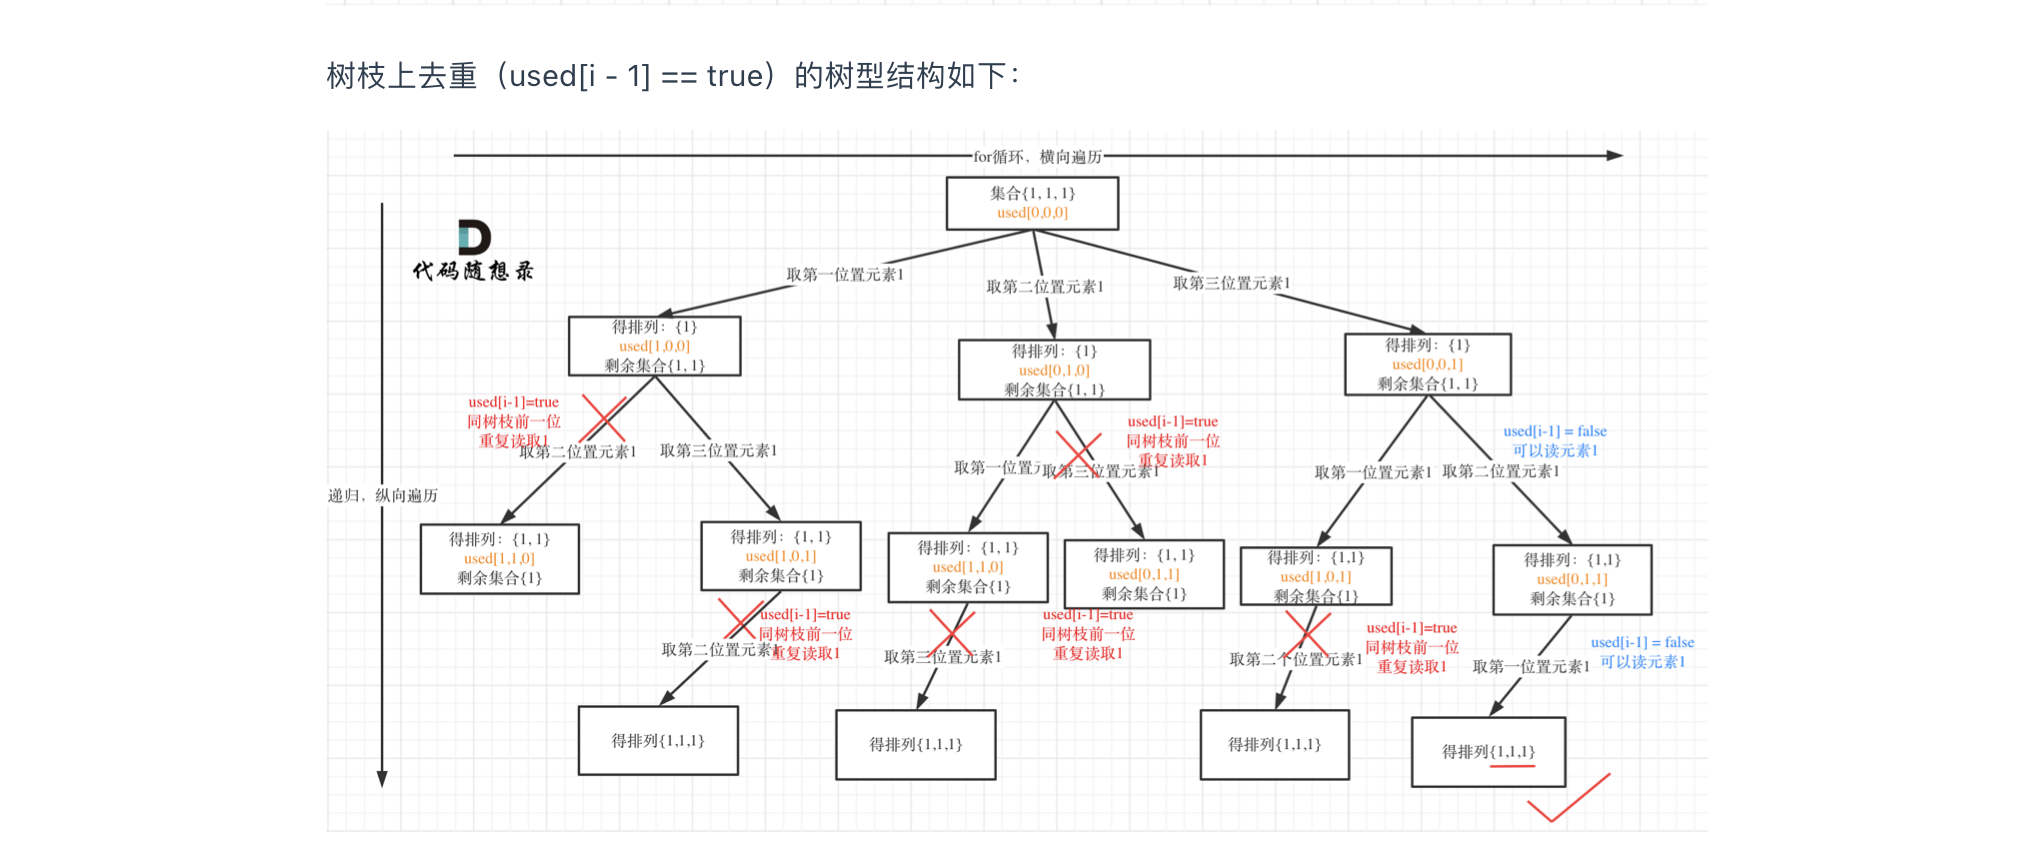 树枝上去重（used[i - 1] == true）的树型结构如下：
for循环，横向遍历
集合{1, 1, 1}
used[0,0,0]
代码随想录
取第一位置元素1
取第二位置元素1
取第三位置元素1
得排列：{1}
used[1,0,0]
剩余集合{1, 1}
得排列：{1}
used[0,1,0]
剩余集合{1, 1}
得排列：{1}
used[0,0,1]
剩余集合{1, 1}
used[i-1]=true
同树枝前一位
重复读取1
取第二位置元素1
取第三位置元素1
used[i-1]=true
同树枝前一位
重复读取1
取第一位置元
取第三位置元素1
used[i-1] = false
可以读元素1
取第一位置元素1
取第二位置元素1
递归，纵向遍历
得排列：{1, 1}
used[1,1,0]
剩余集合{1}
得排列：{1, 1}
used[1,0,1]
剩余集合{1}
得排列：{1, 1}
used[1,1,0]
剩余集合{1}
得排列：{1, 1}
used[0,1,1]
剩余集合{1}
得排列：{1,1}
used[1,0,1]
剩余集合{1}
得排列：{1,1}
used[0,1,1]
剩余集合{1}
used[i-1]=true
同树枝前一位
重复读取1
取第二位置元素1
used[i-1]=true
同树枝前一位
重复读取1
取第三位置元素1
used[i-1]=true
同树枝前一位
重复读取1
取第二个位置元素1
used[i-1] = false
可以读元素1
取第一位置元素1
得排列{1,1,1}
得排列{1,1,1}
得排列{1,1,1}
得排列{1,1,1}